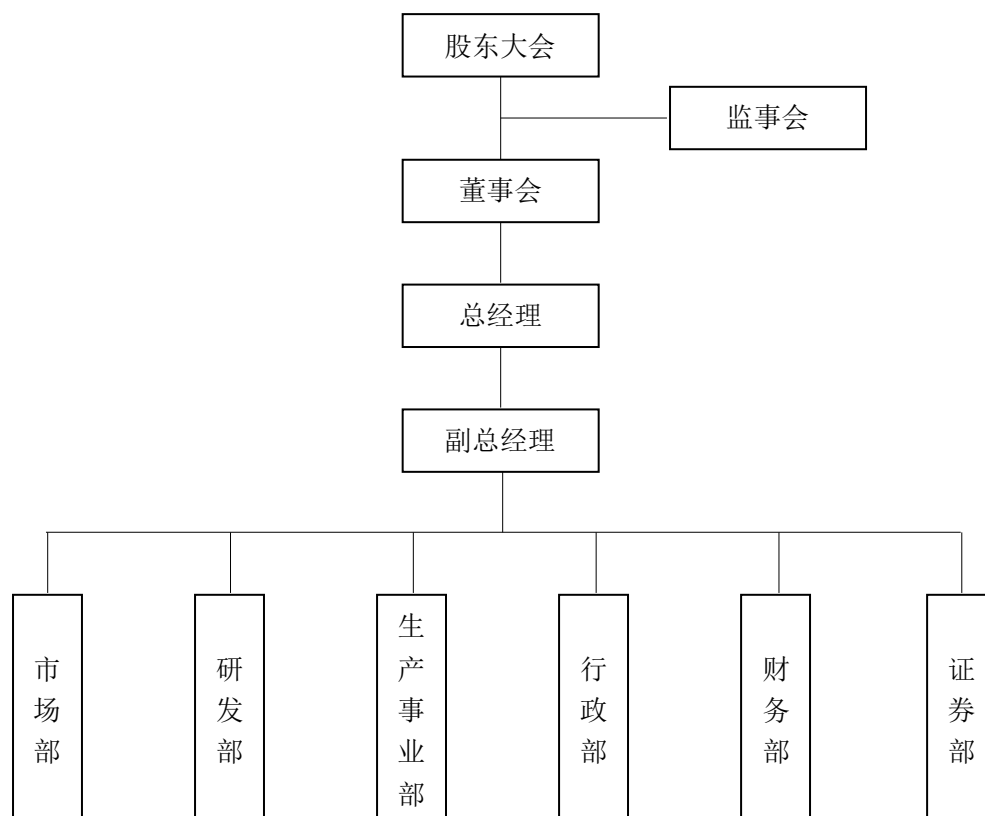 股东大会
监事会
董事会
总经理
副总经理
市场部
研发部
生产事业部
行政部
财务部
证券部